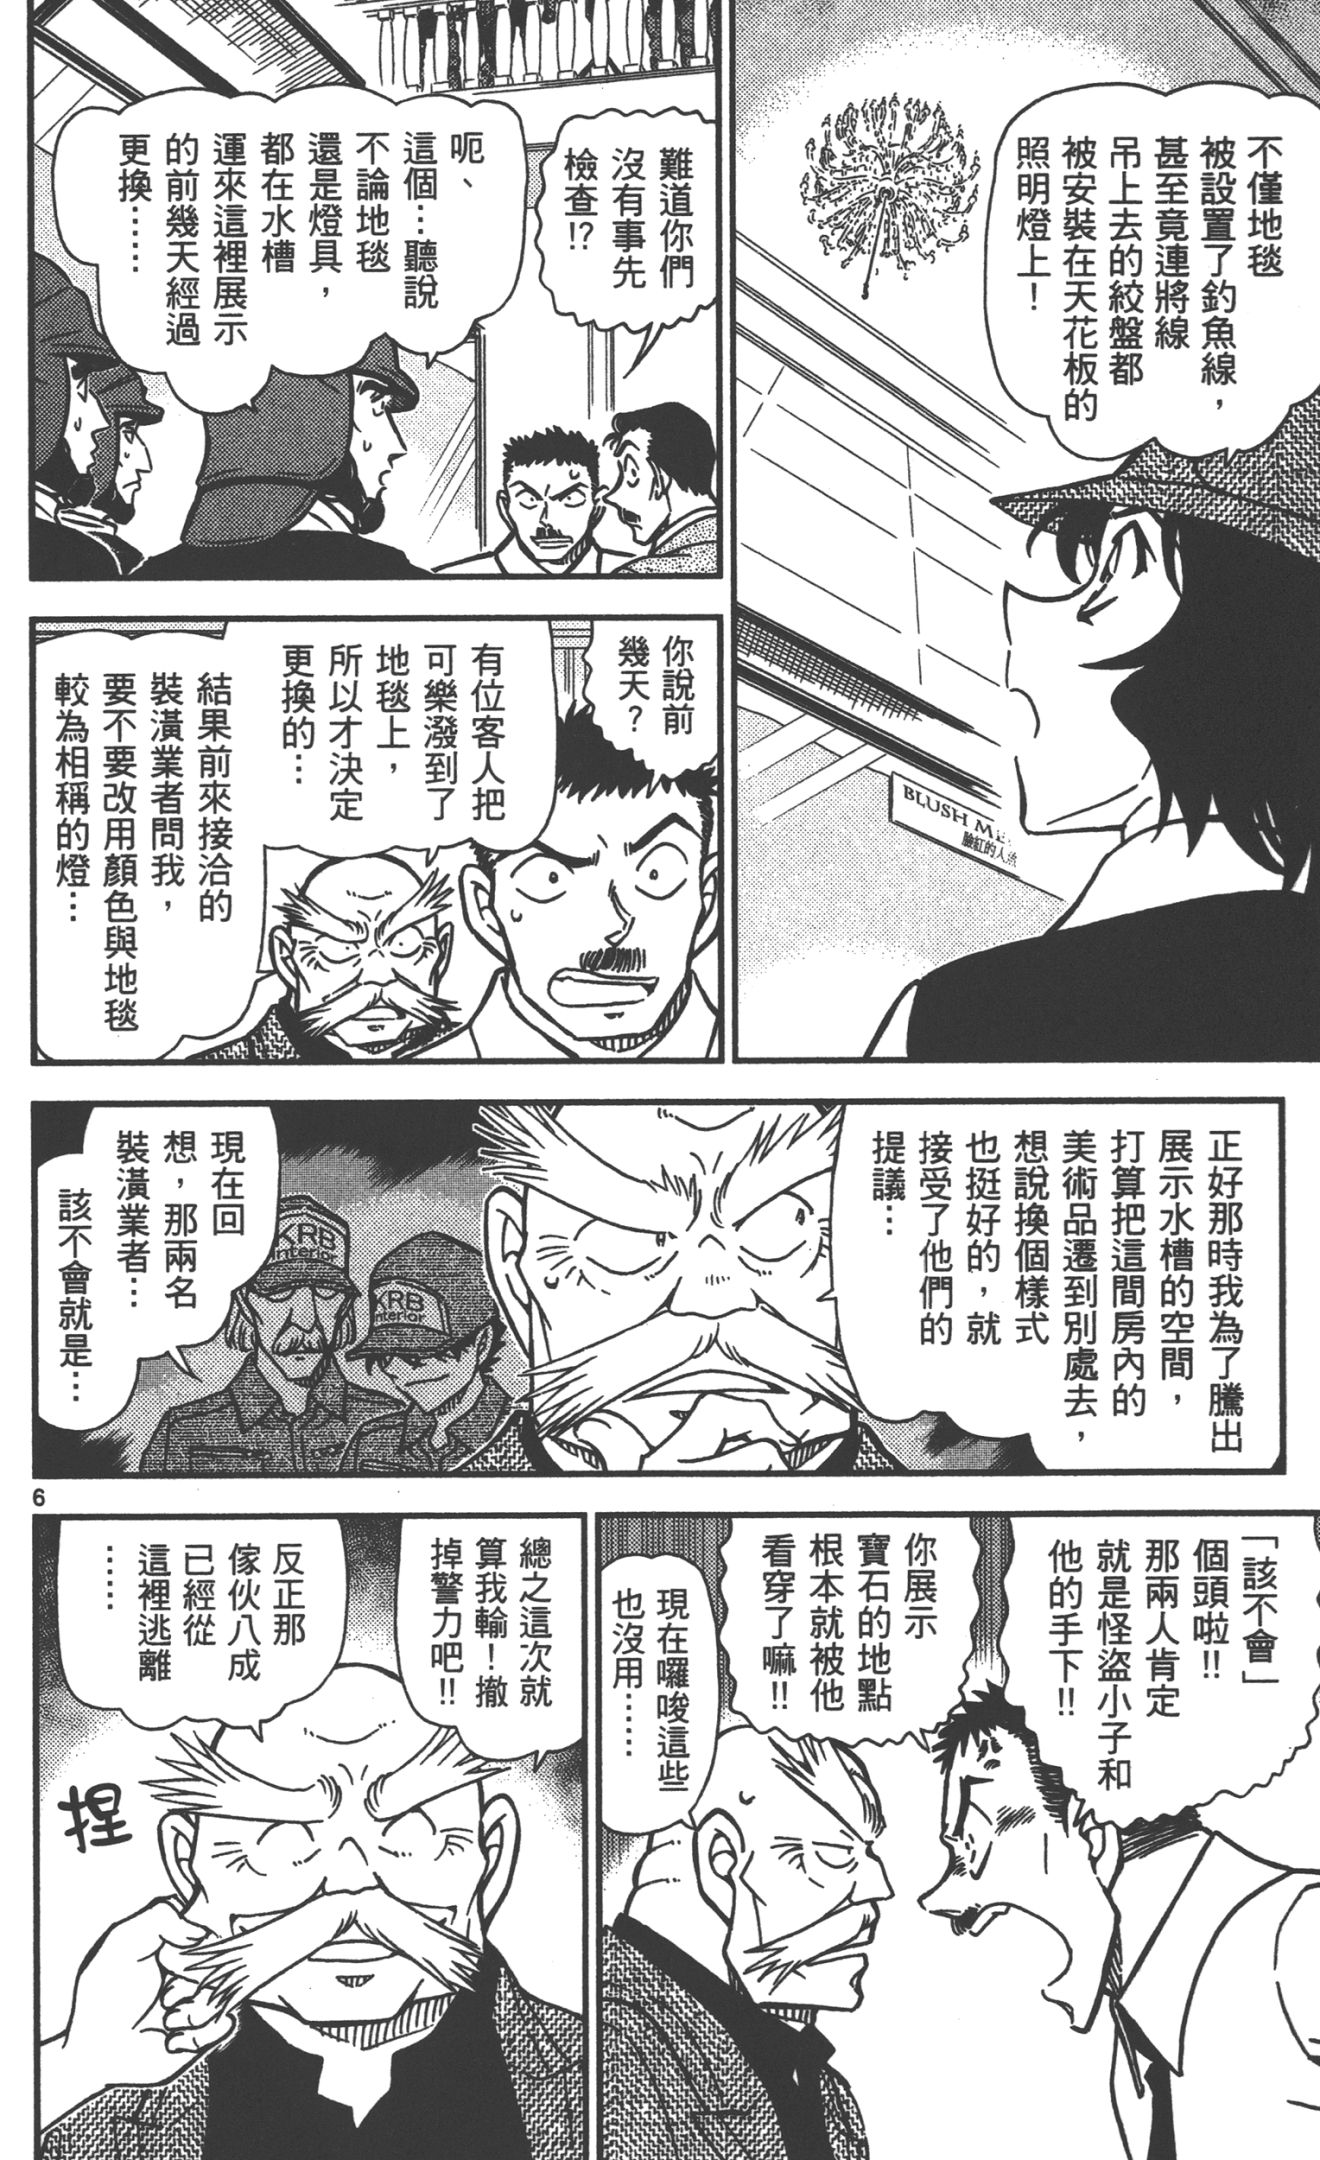 不僅地毯
被設置了釣魚線，
甚至竟連將線
吊上去的絞盤都
被安裝在天花板的
照明燈上！
BLUSH ME
臉紅的人
難道你們
沒有事先
檢查!?
呃、
這個…聽說
不論地毯
還是燈具，
都在水槽
運來這裡展示
的前幾天經過
更換……
你說前
幾天？
有位客人把
可樂潑到了
地毯上，
所以才決定
更換的…
結果前來接洽的
裝潢業者問我，
要不要改用顏色與地毯
較為相稱的燈…
正好那時我為了騰出
展示水槽的空間，
打算把這間房內的
美術品遷到別處去，
想說換個樣式
也挺好的，就
接受了他們的
提議…
現在回
想，那兩名
裝潢業者…
該不會就是…
KRB
interior
KRB
interior
6
「該不會」
個頭啦!!
那兩人肯定
就是怪盜小子和
他的手下!!
你展示
寶石的地點
根本就被他
看穿了嘛!!
現在囉唆這些
也沒用……
總之這次就
算我輸！撤
掉警力吧!!
反正那
傢伙八成
已經從
這裡逃離
……
捏